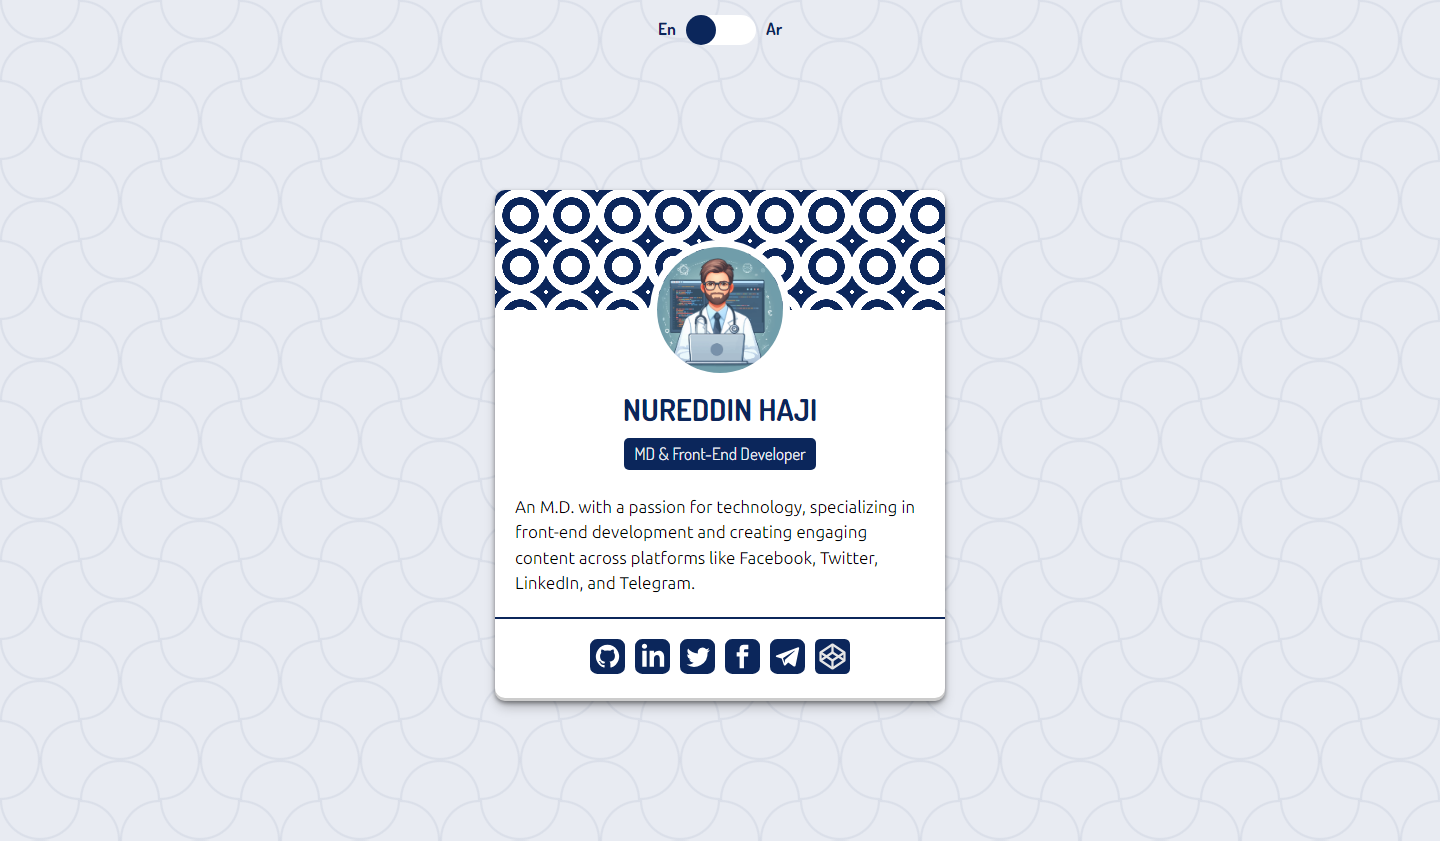 En Ar
NUREDDIN HAJI
MD & Front-End Developer
An M.D. with a passion for technology, specializing in
front-end development and creating engaging
content across platforms like Facebook, Twitter,
LinkedIn, and Telegram.